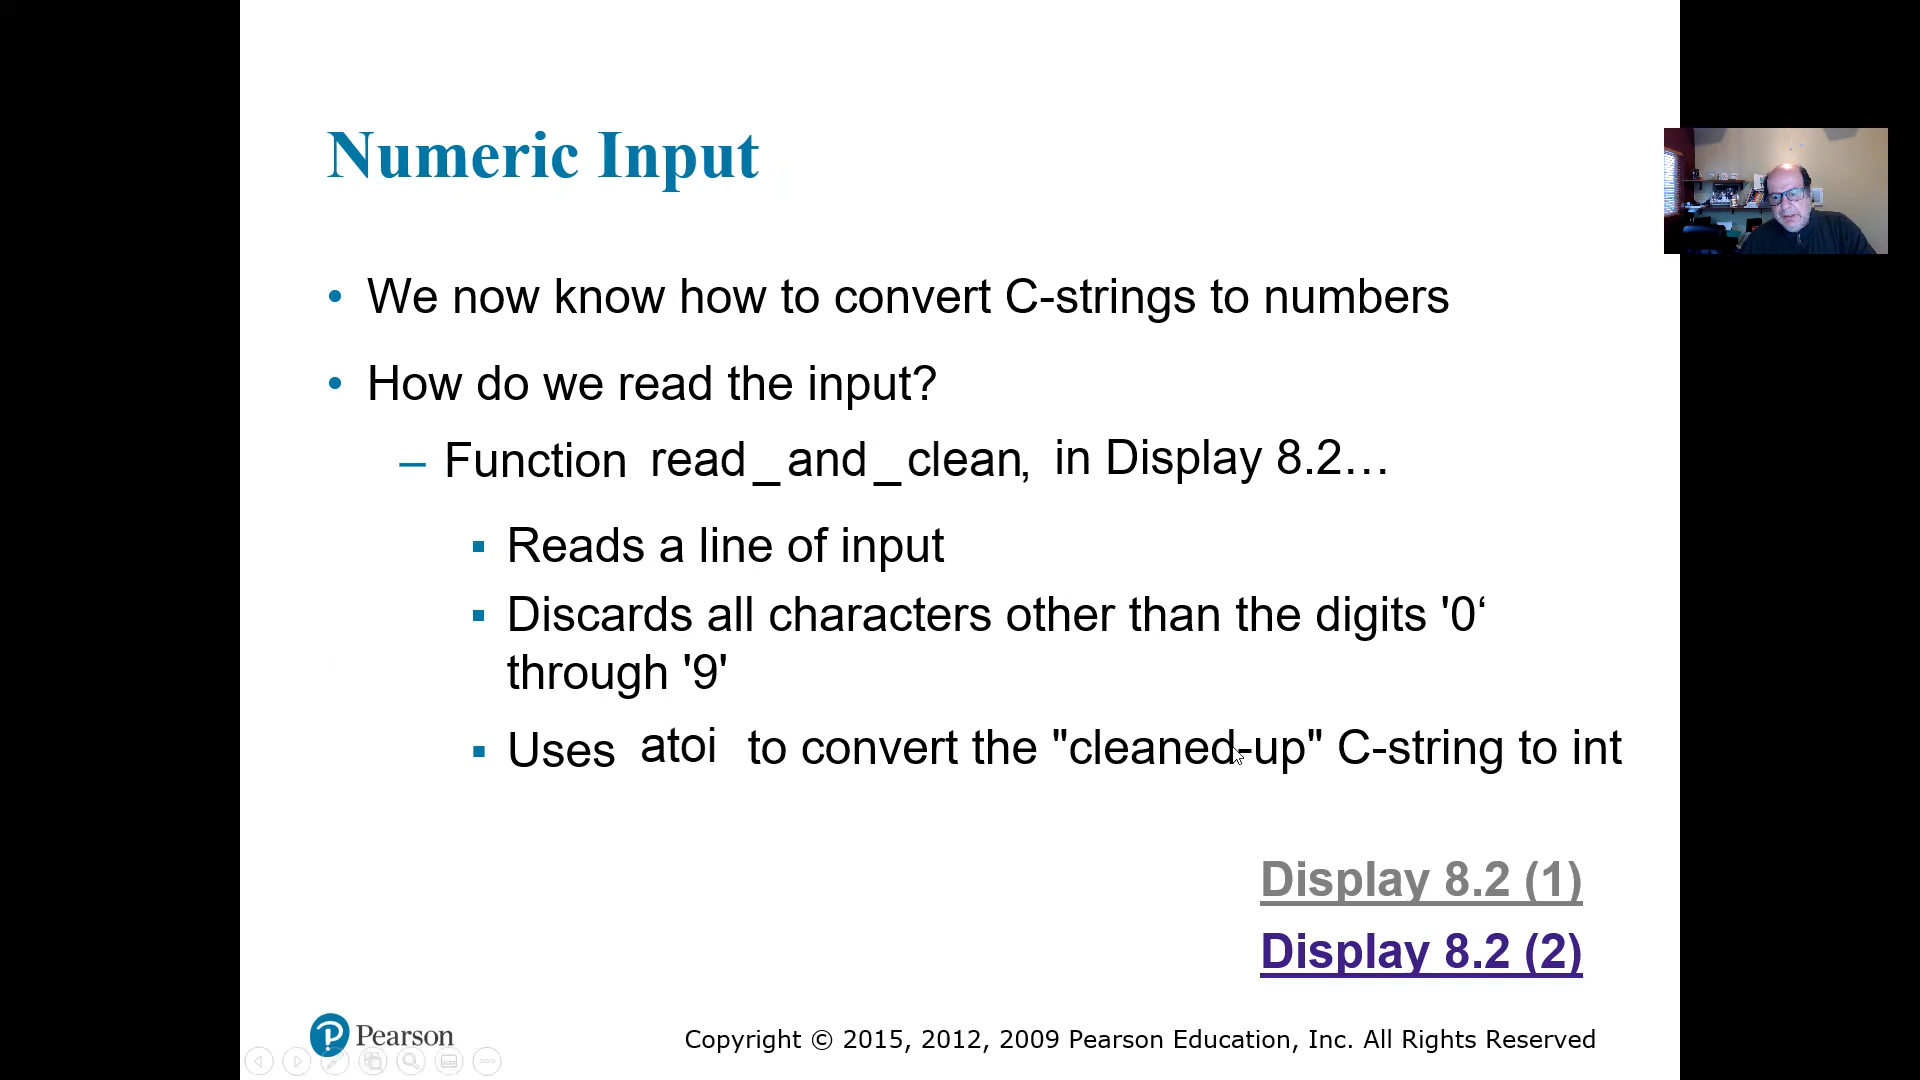 Numeric Input
• We now know how to convert C-strings to numbers
• How do we read the input?
– Function read_and_clean, in Display 8.2…
▪ Reads a line of input
▪ Discards all characters other than the digits '0‘
through '9'
▪ Uses atoi to convert the "cleaned-up" C-string to int
Display 8.2 (1)
Display 8.2 (2)
Pearson
Copyright © 2015, 2012, 2009 Pearson Education, Inc. All Rights Reserved